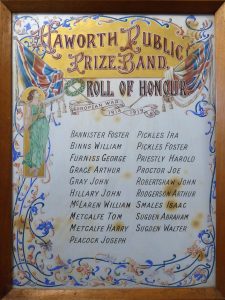 Haworth Public
Prize Band.
Roll of Honour
European War
1914-1919
Bannister Foster
Binns William
Furniss George
Grace Arthur
Gray John
Hillary John
McLaren William
Metcalfe Tom
Metcalfe Harry
Peacock Joseph
Pickles Ira
Pickles Foster
Priestly Harold
Proctor Joe
Robertshaw John
Rodgerson Arthur
Smales Isaac
Sugden Abraham
Sugden Walter